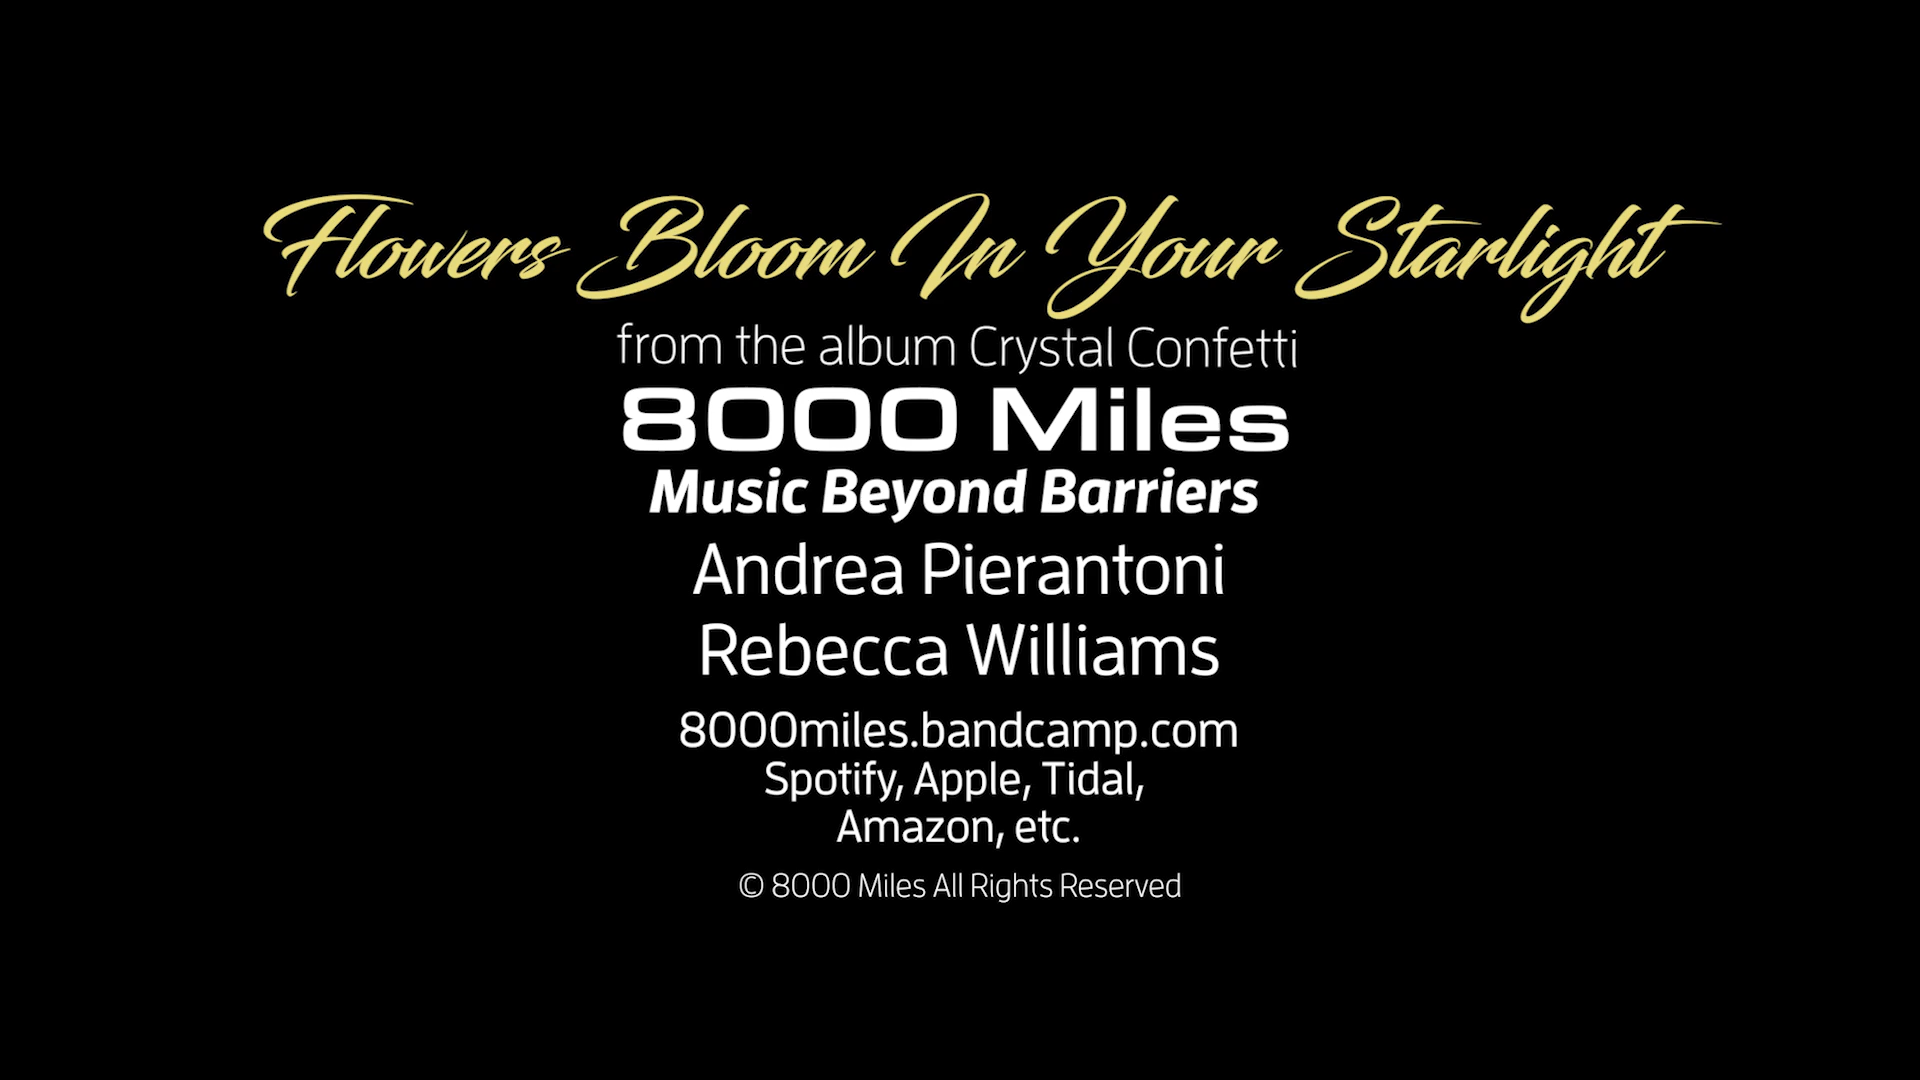 Flowers Bloom In Your Starlight
from the album Crystal Confetti
8000 Miles
Music Beyond Barriers
Andrea Pierantoni
Rebecca Williams
8000miles.bandcamp.com
Spotify, Apple, Tidal,
Amazon, etc.
© 8000 Miles All Rights Reserved